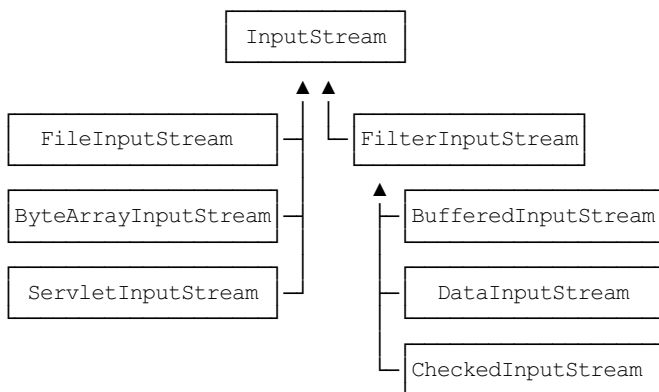 InputStream
FileInputStream
FilterInputStream
ByteArrayInputStream
BufferedInputStream
ServletInputStream
DataInputStream
CheckedInputStream